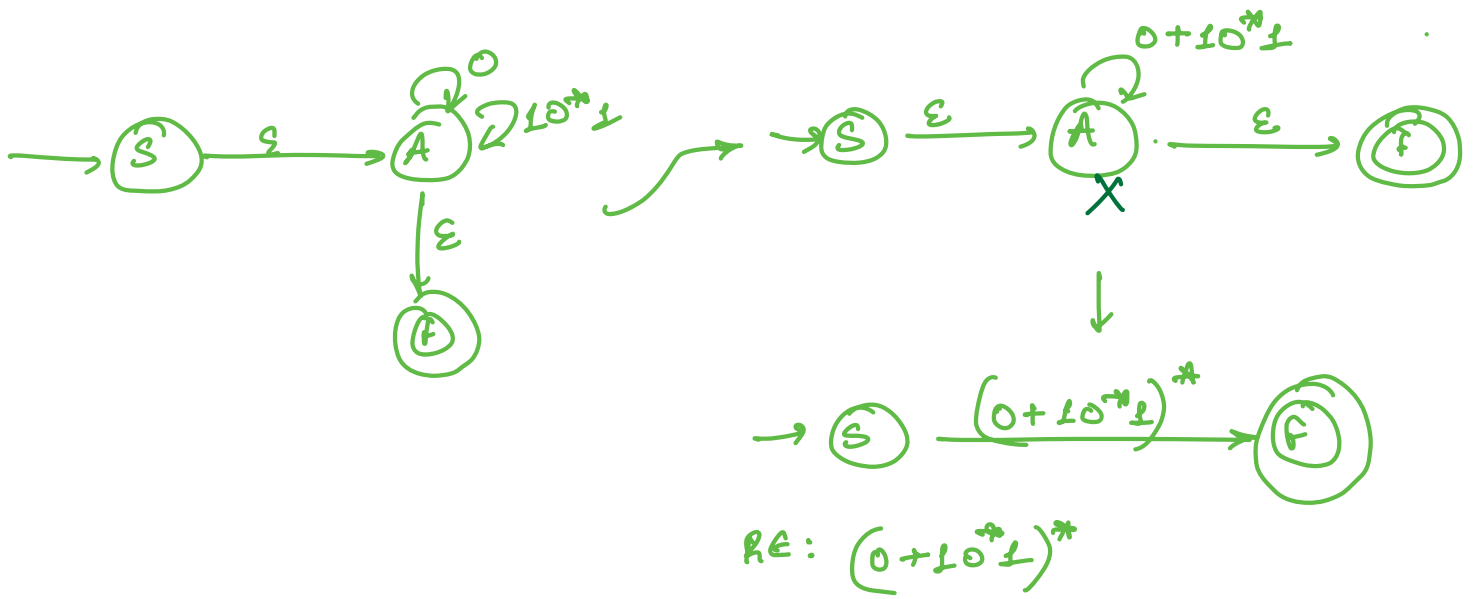 0
10*1
S ε A
ε
F
0+10*1
S ε A ε F
X
(0+10*1)*
S F
RE: (0+10*1)*